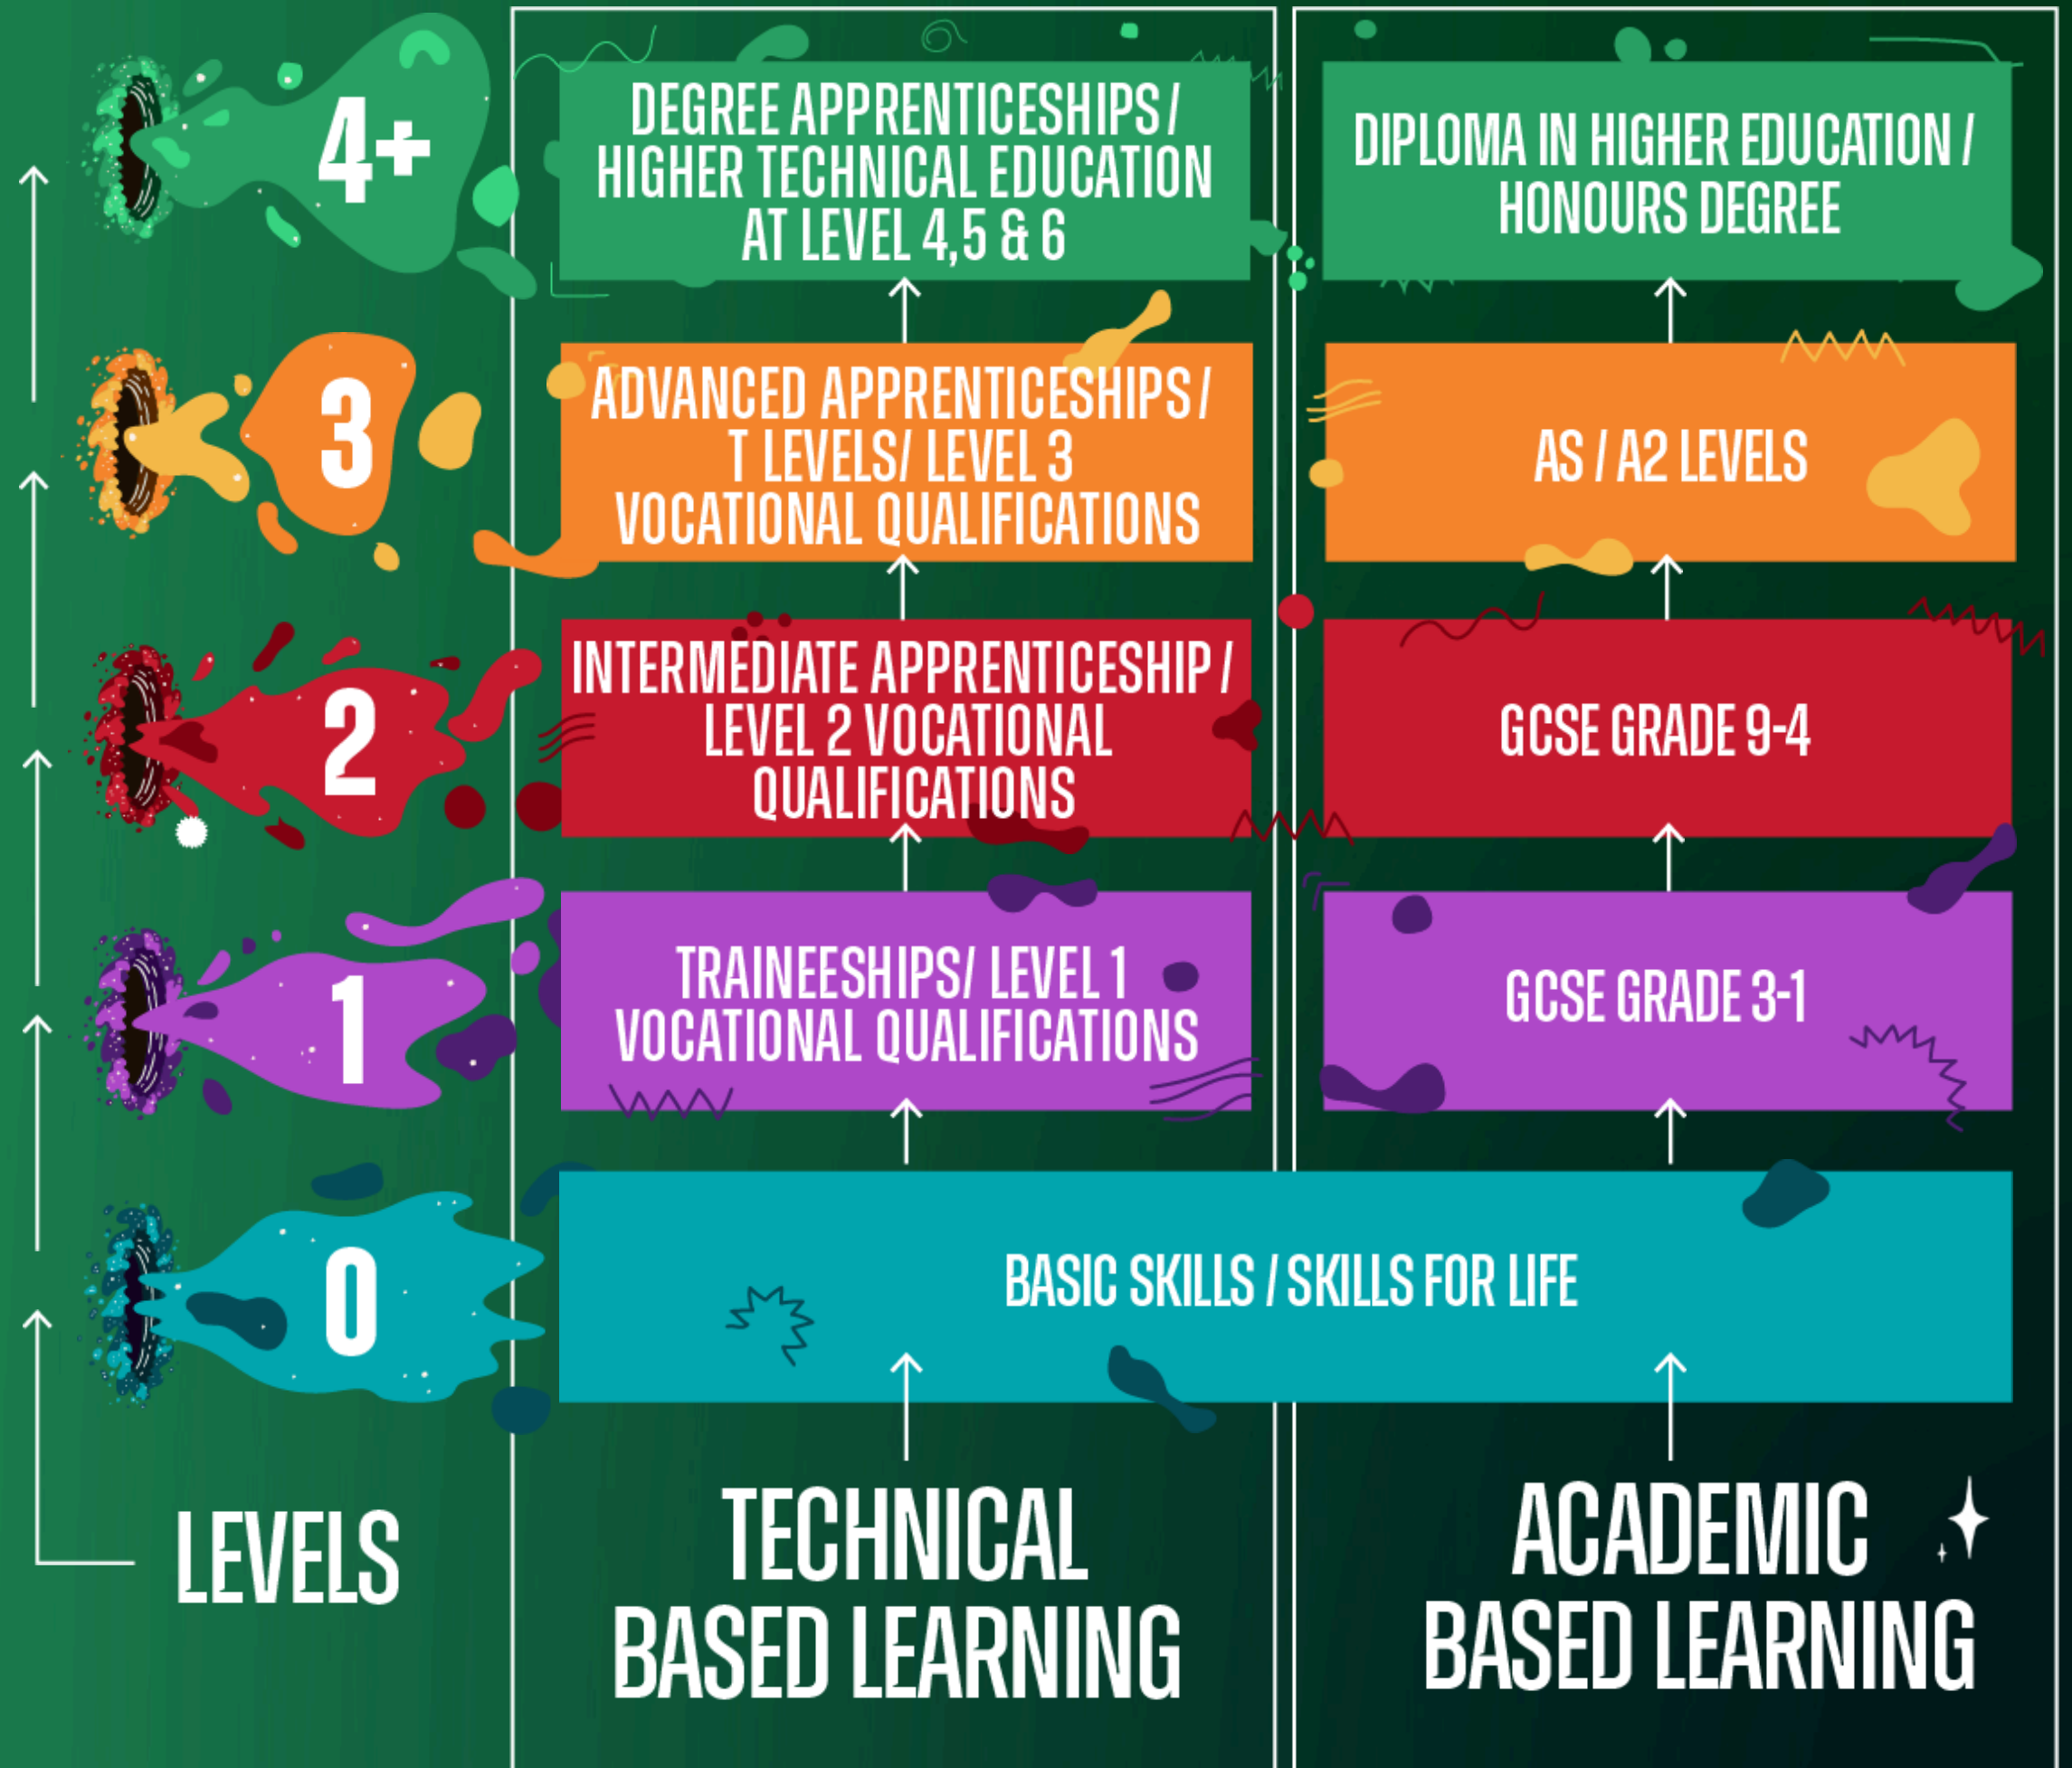 4+
DEGREE APPRENTICESHIPS /
HIGHER TECHNICAL EDUCATION
AT LEVEL 4,5 & 6
DIPLOMA IN HIGHER EDUCATION /
HONOURS DEGREE
3
ADVANCED APPRENTICESHIPS /
T LEVELS/ LEVEL 3
VOCATIONAL QUALIFICATIONS
AS / A2 LEVELS
2
INTERMEDIATE APPRENTICESHIP /
LEVEL 2 VOCATIONAL
QUALIFICATIONS
GCSE GRADE 9-4
1
TRAINEESHIPS/ LEVEL 1
VOCATIONAL QUALIFICATIONS
GCSE GRADE 3-1
0
BASIC SKILLS / SKILLS FOR LIFE
LEVELS
TECHNICAL
BASED LEARNING
ACADEMIC
BASED LEARNING